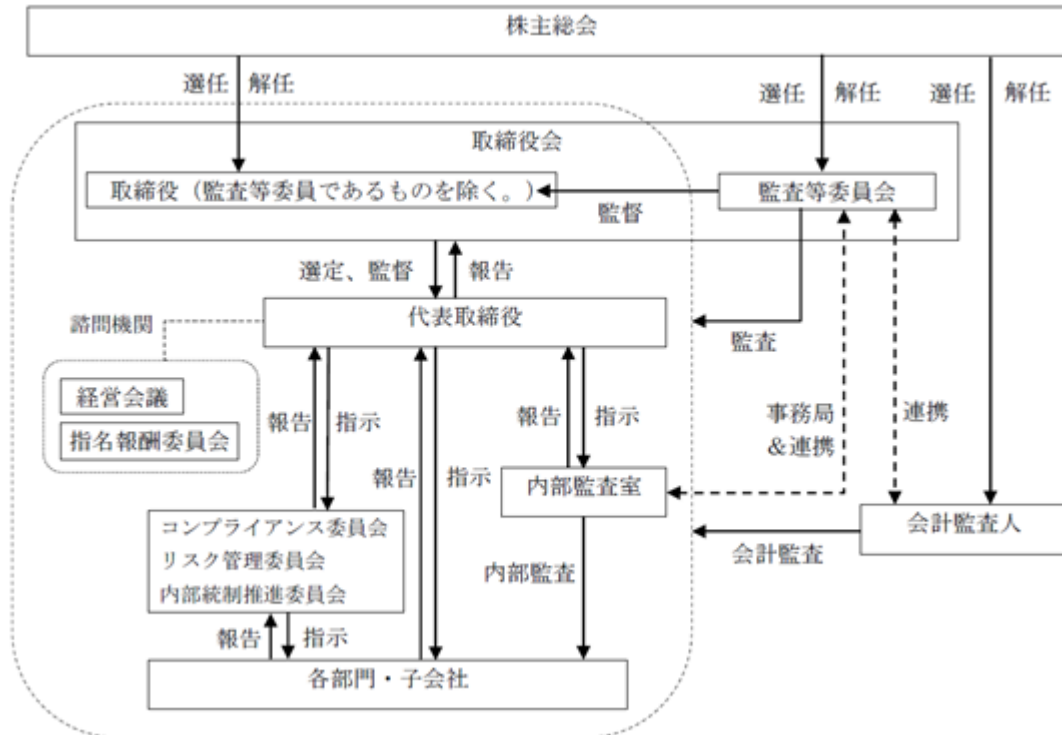 株主総会
選任 解任
選任 解任
選任 解任
取締役会
取締役（監査等委員であるものを除く。）
監査等委員会
監督
選定、監督
報告
代表取締役
監査
諮問機関
経営会議
指名報酬委員会
報告
指示
報告
指示
報告
指示
事務局
＆連携
連携
内部監査室
会計監査人
会計監査
コンプライアンス委員会
リスク管理委員会
内部統制推進委員会
内部監査
報告
指示
各部門・子会社